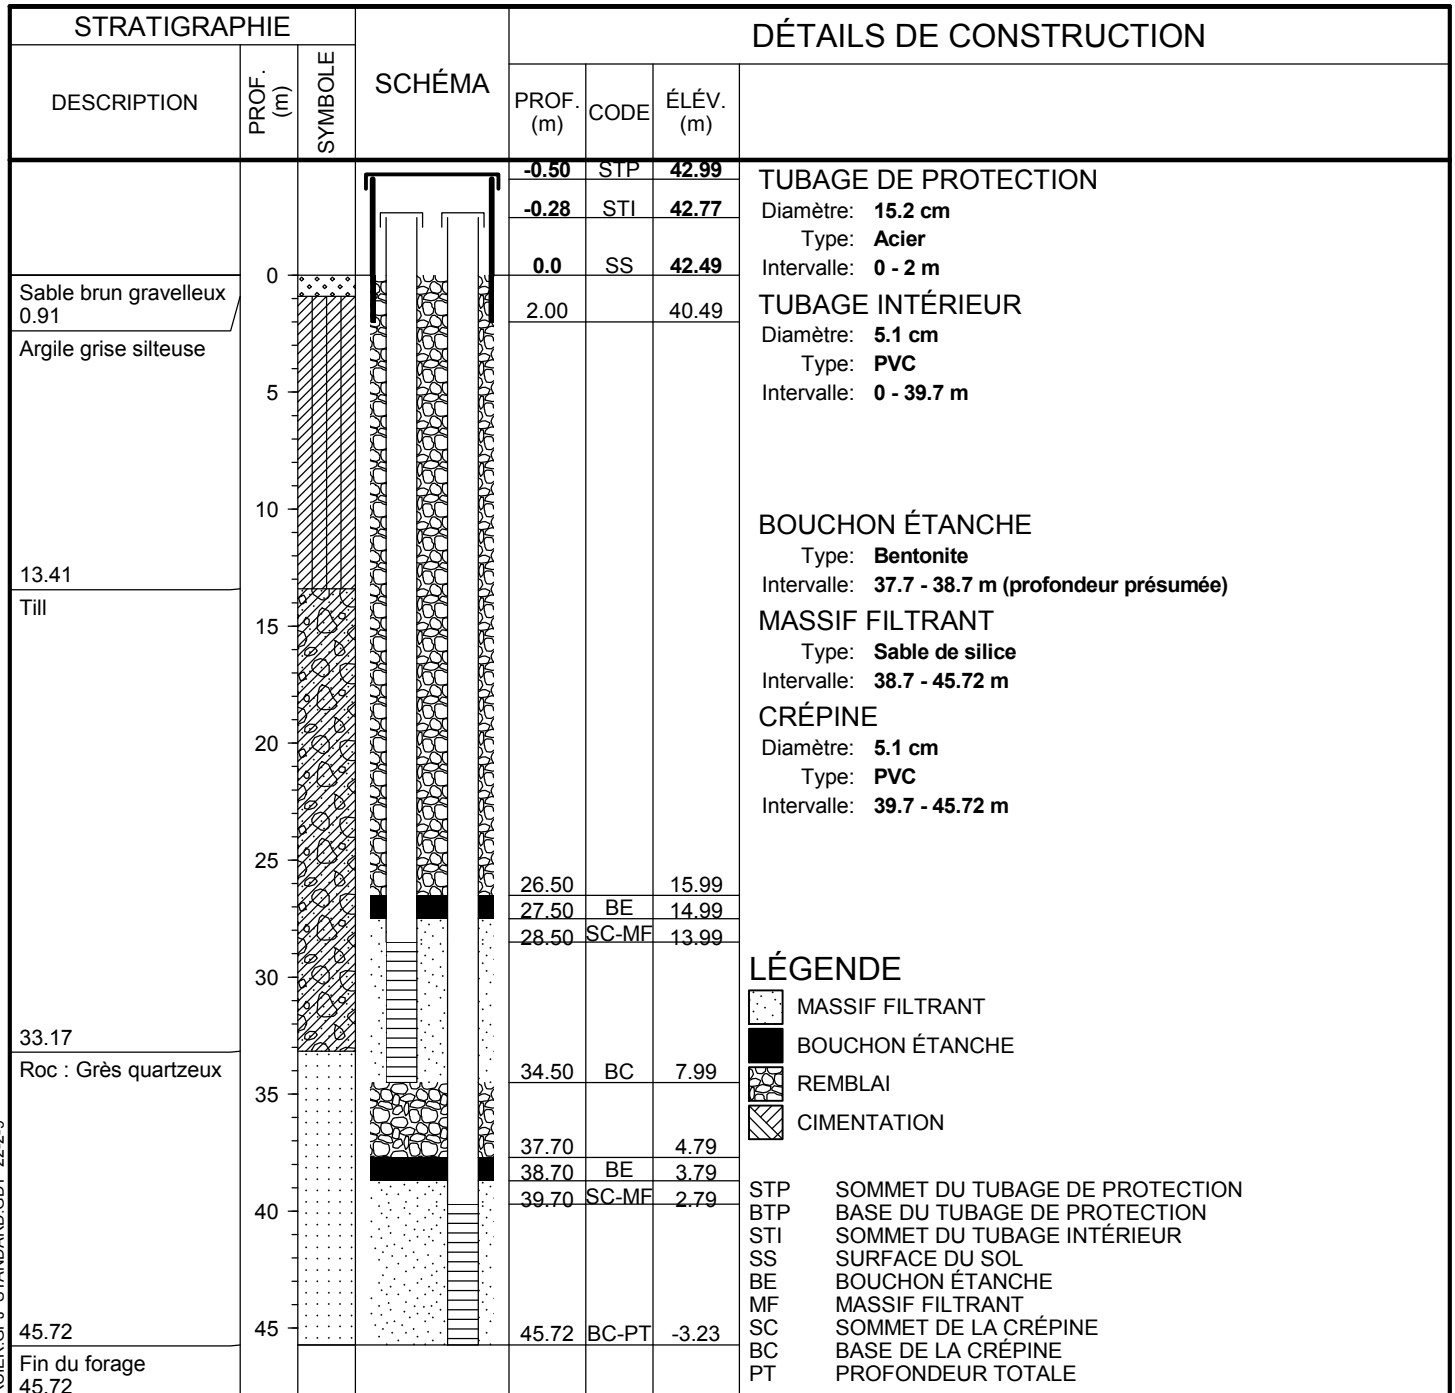 STRATIGRAPHIE
DESCRIPTION
PROF. (m)
SYMBOLE
SCHÉMA
DÉTAILS DE CONSTRUCTION
PROF. (m)
CODE
ÉLÉV. (m)
-0.50 STP 42.99
-0.28 STI 42.77
0.0 SS 42.49
2.00 40.49
26.50 15.99
27.50 BE 14.99
28.50 SC-MF 13.99
34.50 BC 7.99
37.70 4.79
38.70 BE 3.79
39.70 SC-MF 2.79
45.72 BC-PT -3.23
Sable brun gravelleux
0.91
Argile grise silteuse
13.41
Till
33.17
Roc : Grès quartzeux
45.72
Fin du forage
45.72
0
5
10
15
20
25
30
35
40
45
TUBAGE DE PROTECTION
Diamètre: 15.2 cm
Type: Acier
Intervalle: 0 - 2 m
TUBAGE INTÉRIEUR
Diamètre: 5.1 cm
Type: PVC
Intervalle: 0 - 39.7 m
BOUCHON ÉTANCHE
Type: Bentonite
Intervalle: 37.7 - 38.7 m (profondeur présumée)
MASSIF FILTRANT
Type: Sable de silice
Intervalle: 38.7 - 45.72 m
CRÉPINE
Diamètre: 5.1 cm
Type: PVC
Intervalle: 39.7 - 45.72 m
LÉGENDE
MASSIF FILTRANT
BOUCHON ÉTANCHE
REMBLAI
CIMENTATION
STP SOMMET DU TUBAGE DE PROTECTION
BTP BASE DU TUBAGE DE PROTECTION
STI SOMMET DU TUBAGE INTÉRIEUR
SS SURFACE DU SOL
BE BOUCHON ÉTANCHE
MF MASSIF FILTRANT
SC SOMMET DE LA CRÉPINE
BC BASE DE LA CRÉPINE
PT PROFONDEUR TOTALE